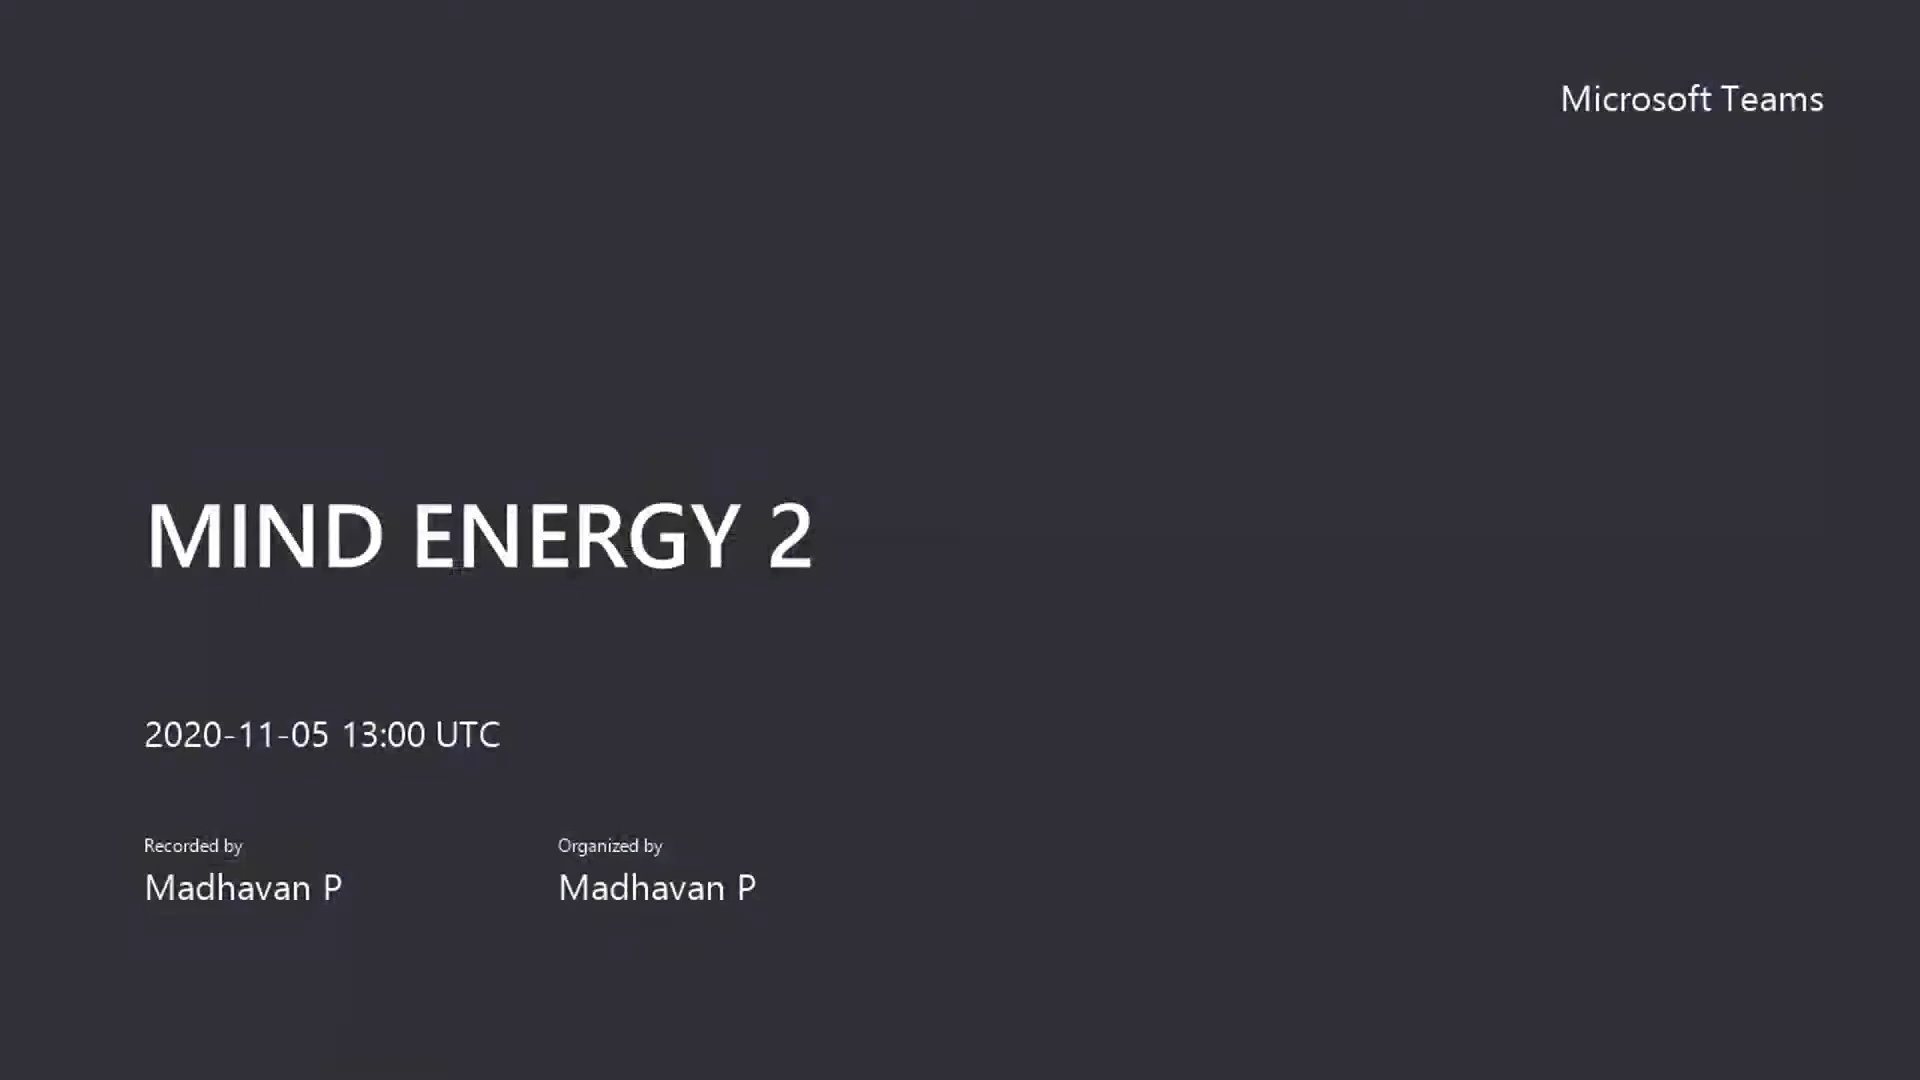 Microsoft Teams
MIND ENERGY 2
2020-11-05 13:00 UTC
Recorded by
Madhavan P
Organized by
Madhavan P